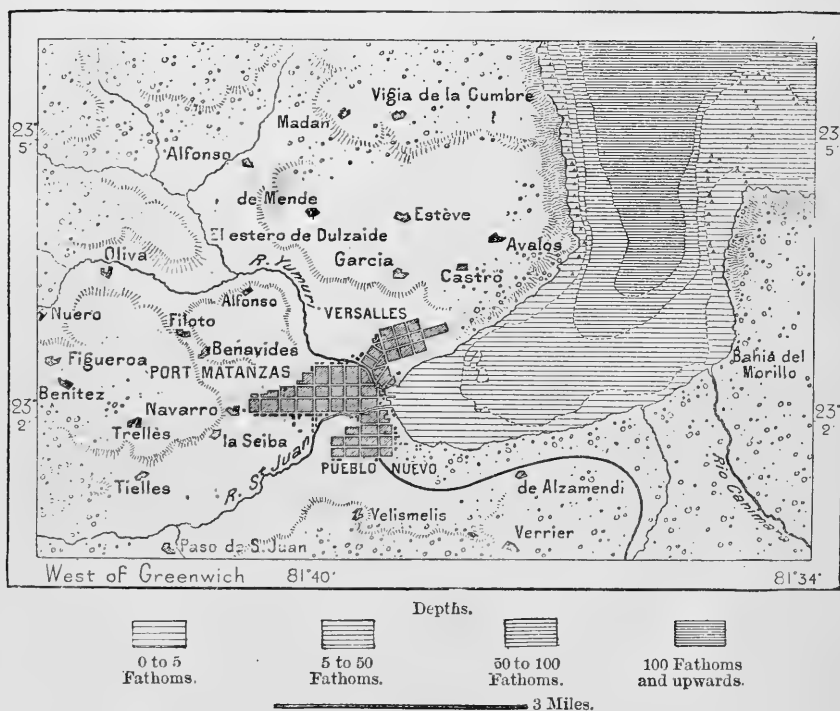 Vigia de la Cumbre
Madan
23°
5'
23°
5'
Alfonso
de Mende
Estève
El estero de Dulzaide
Avalos
Oliva
R. Yumuri
Garcia
Castro
Alfonso
Nuero
Filoto
VERSALLES
Figueroa
Benavides
Bahia del
Morillo
PORT MATANZAS
Benitez
Navarro
23°
2'
23°
2'
Trellès
la Seiba
R. St. Juan
PUEBLO NUEVO
Tielles
de Alzamendi
Rio Canimar
Velismelis
Verrier
Paso de S. Juan
West of Greenwich
81°40'
81°34'
Depths.
0 to 5
Fathoms.
5 to 50
Fathoms.
50 to 100
Fathoms.
100 Fathoms
and upwards.
3 Miles.